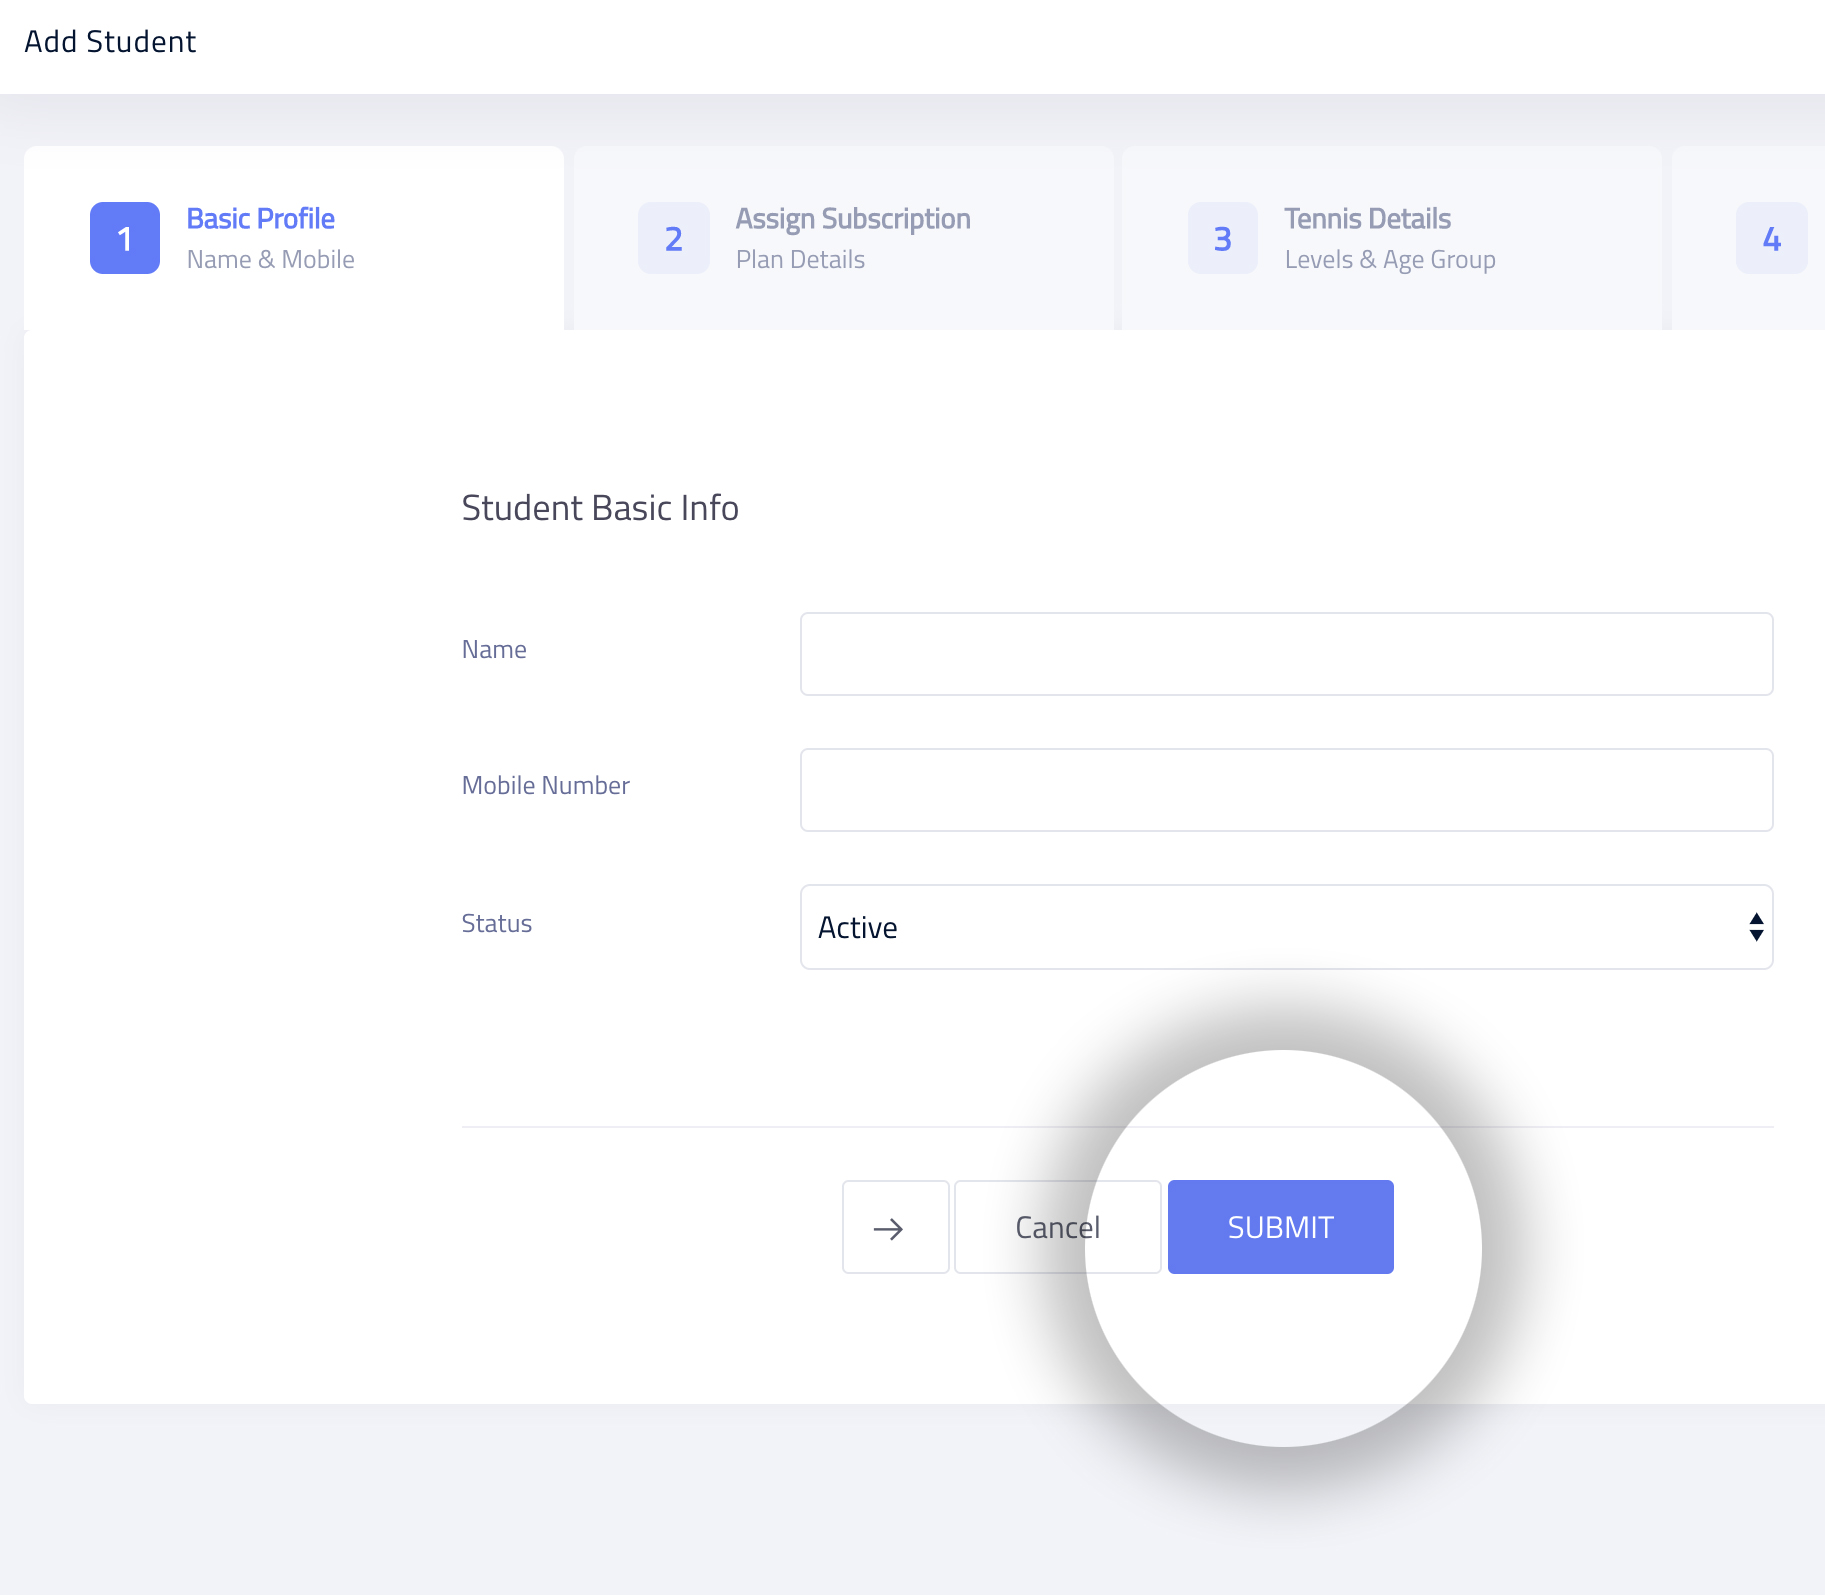 Add Student
1
Basic Profile
Name & Mobile
2
Assign Subscription
Plan Details
3
Tennis Details
Levels & Age Group
4
Student Basic Info
Name
Mobile Number
Status
Active
→ Cancel SUBMIT